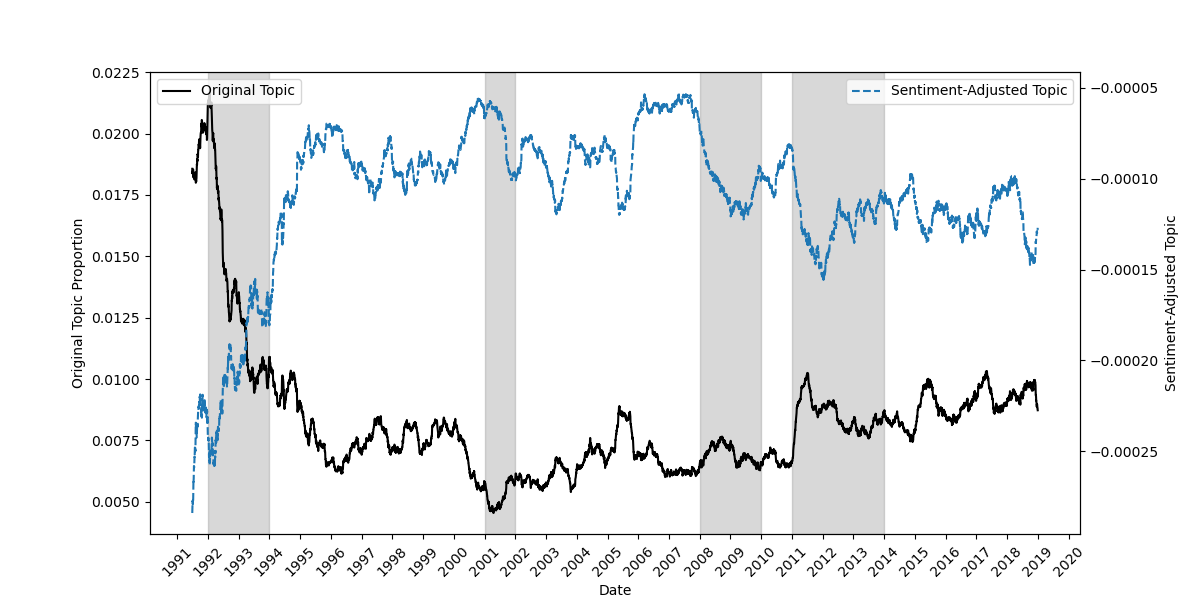 Original Topic
Sentiment-Adjusted Topic
0.0225
0.0200
0.0175
0.0150
0.0125
0.0100
0.0075
0.0050
Original Topic Proportion
−0.00005
−0.00010
−0.00015
−0.00020
−0.00025
Sentiment-Adjusted Topic
1991 1992 1993 1994 1995 1996 1997 1998 1999 2000 2001 2002 2003 2004 2005 2006 2007 2008 2009 2010 2011 2012 2013 2014 2015 2016 2017 2018 2019 2020
Date